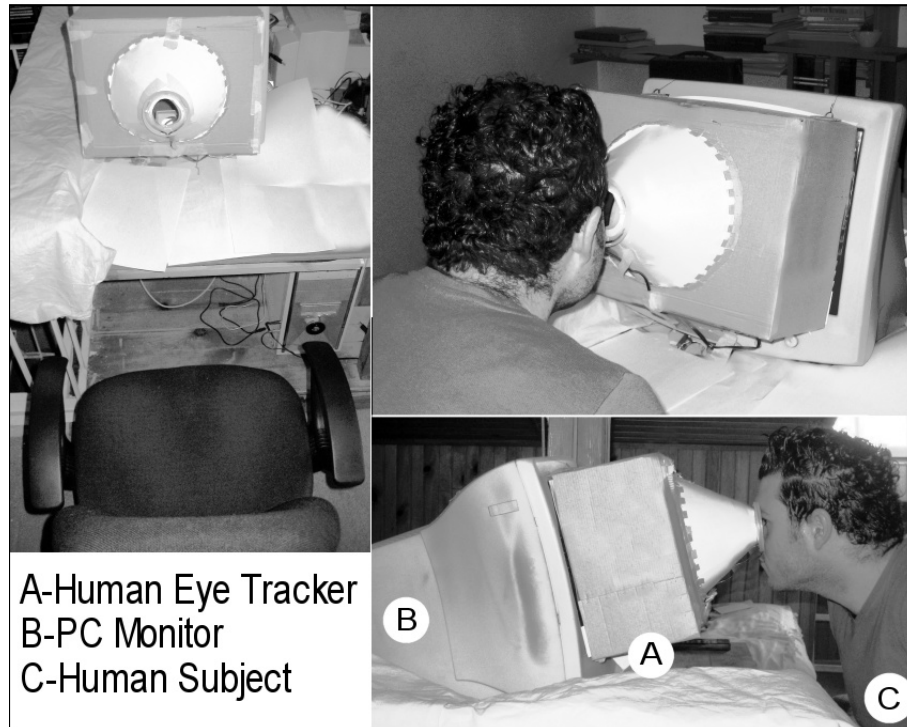 A-Human Eye Tracker
B-PC Monitor
C-Human Subject
B
A
C